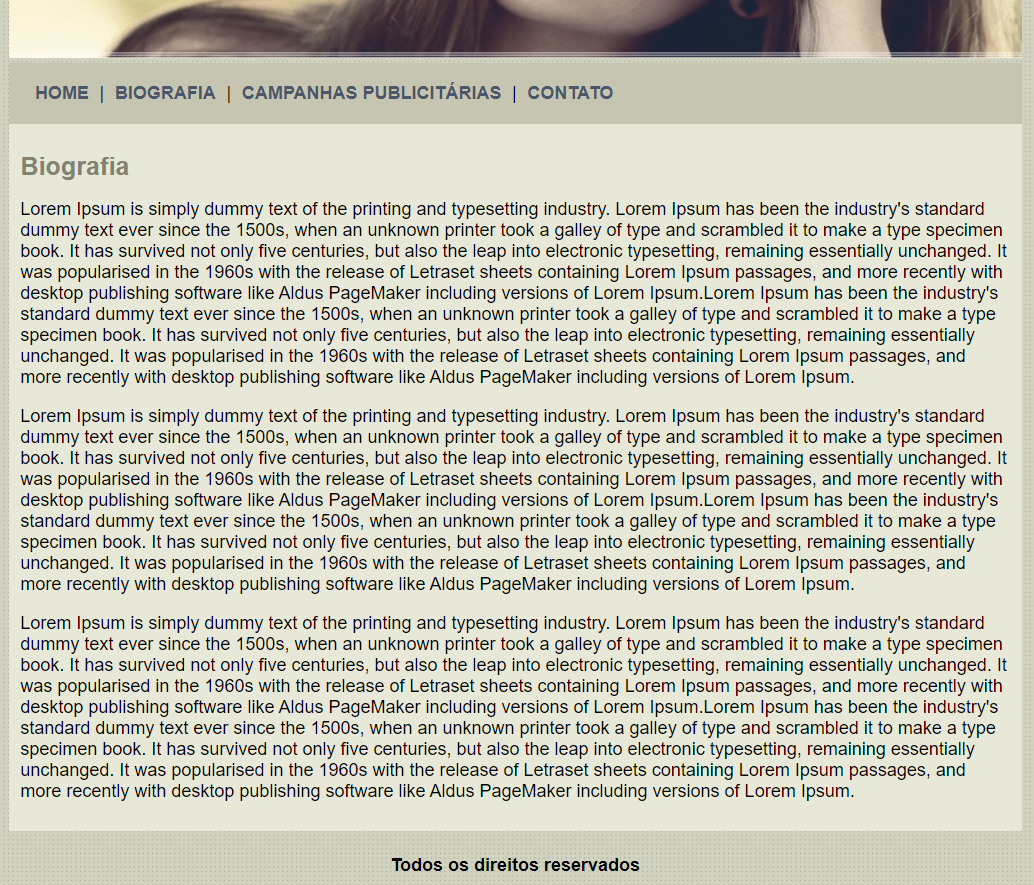 HOME | BIOGRAFIA | CAMPANHAS PUBLICITÁRIAS | CONTATO
Biografia
Lorem Ipsum is simply dummy text of the printing and typesetting industry. Lorem Ipsum has been the industry's standard
dummy text ever since the 1500s, when an unknown printer took a galley of type and scrambled it to make a type specimen
book. It has survived not only five centuries, but also the leap into electronic typesetting, remaining essentially unchanged. It
was popularised in the 1960s with the release of Letraset sheets containing Lorem Ipsum passages, and more recently with
desktop publishing software like Aldus PageMaker including versions of Lorem Ipsum.Lorem Ipsum has been the industry's
standard dummy text ever since the 1500s, when an unknown printer took a galley of type and scrambled it to make a type
specimen book. It has survived not only five centuries, but also the leap into electronic typesetting, remaining essentially
unchanged. It was popularised in the 1960s with the release of Letraset sheets containing Lorem Ipsum passages, and
more recently with desktop publishing software like Aldus PageMaker including versions of Lorem Ipsum.
Lorem Ipsum is simply dummy text of the printing and typesetting industry. Lorem Ipsum has been the industry's standard
dummy text ever since the 1500s, when an unknown printer took a galley of type and scrambled it to make a type specimen
book. It has survived not only five centuries, but also the leap into electronic typesetting, remaining essentially unchanged. It
was popularised in the 1960s with the release of Letraset sheets containing Lorem Ipsum passages, and more recently with
desktop publishing software like Aldus PageMaker including versions of Lorem Ipsum.Lorem Ipsum has been the industry's
standard dummy text ever since the 1500s, when an unknown printer took a galley of type and scrambled it to make a type
specimen book. It has survived not only five centuries, but also the leap into electronic typesetting, remaining essentially
unchanged. It was popularised in the 1960s with the release of Letraset sheets containing Lorem Ipsum passages, and
more recently with desktop publishing software like Aldus PageMaker including versions of Lorem Ipsum.
Lorem Ipsum is simply dummy text of the printing and typesetting industry. Lorem Ipsum has been the industry's standard
dummy text ever since the 1500s, when an unknown printer took a galley of type and scrambled it to make a type specimen
book. It has survived not only five centuries, but also the leap into electronic typesetting, remaining essentially unchanged. It
was popularised in the 1960s with the release of Letraset sheets containing Lorem Ipsum passages, and more recently with
desktop publishing software like Aldus PageMaker including versions of Lorem Ipsum.Lorem Ipsum has been the industry's
standard dummy text ever since the 1500s, when an unknown printer took a galley of type and scrambled it to make a type
specimen book. It has survived not only five centuries, but also the leap into electronic typesetting, remaining essentially
unchanged. It was popularised in the 1960s with the release of Letraset sheets containing Lorem Ipsum passages, and
more recently with desktop publishing software like Aldus PageMaker including versions of Lorem Ipsum.
Todos os direitos reservados